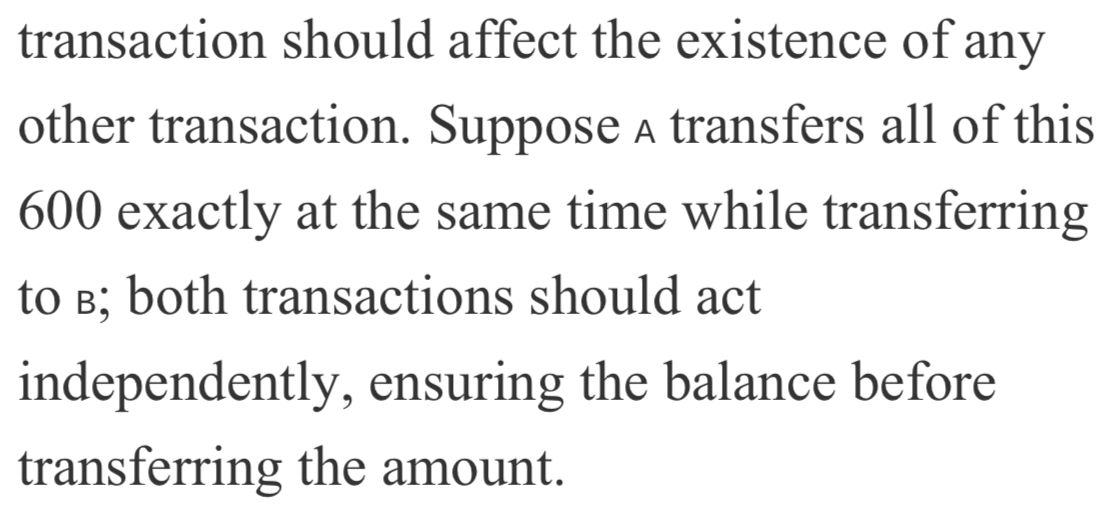 transaction should affect the existence of any
other transaction. Suppose A transfers all of this
600 exactly at the same time while transferring
to B; both transactions should act
independently, ensuring the balance before
transferring the amount.